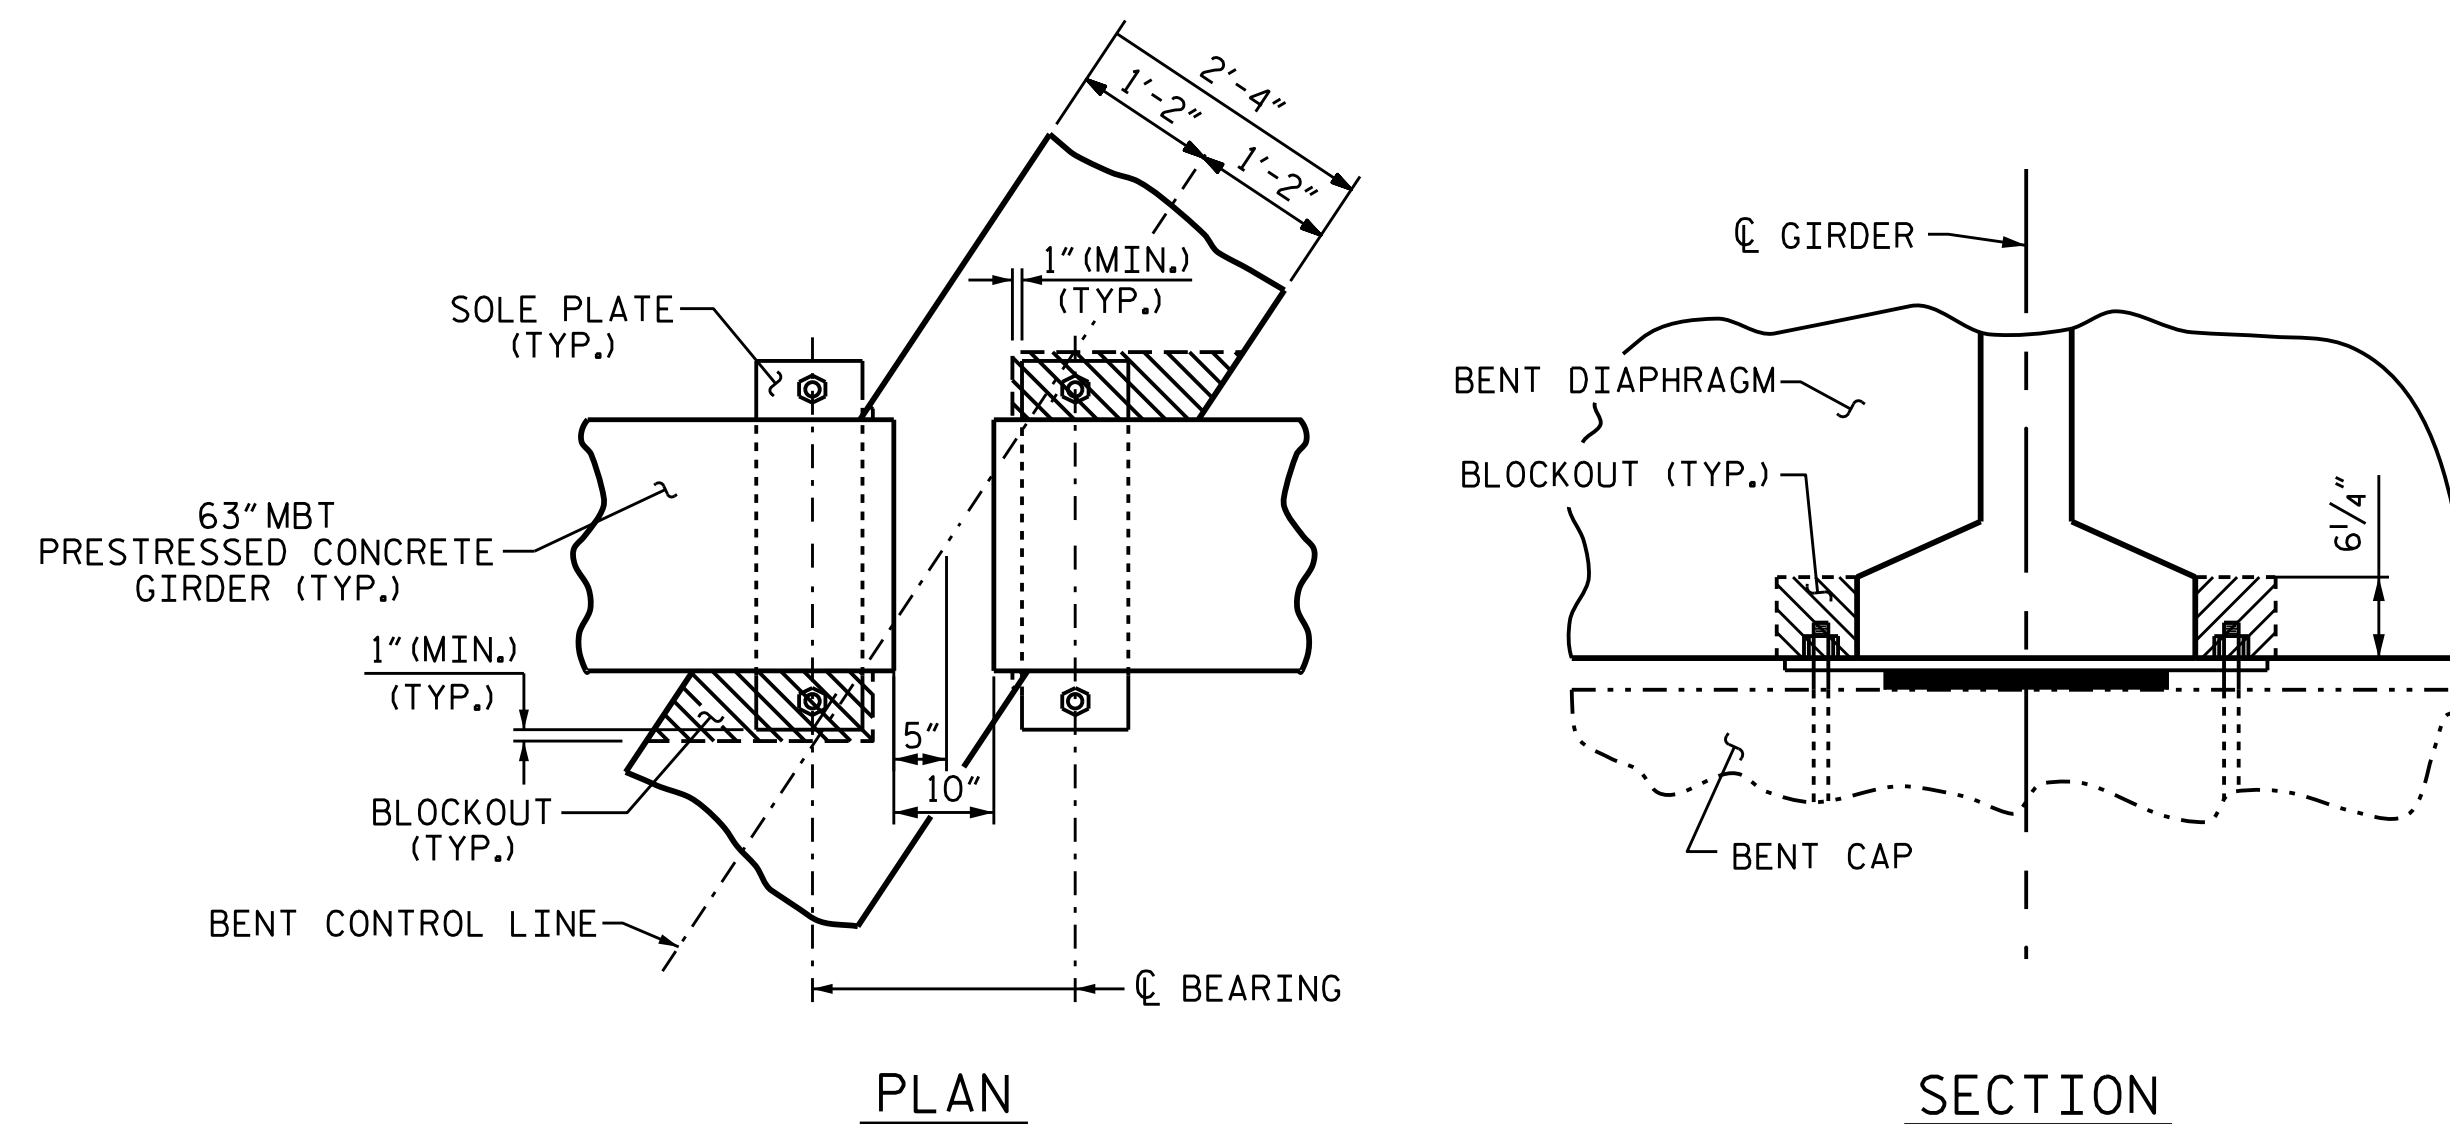 2'-4"
1'-2"
1'-2"
1" (MIN.)
(TYP.)
SOLE PLATE
(TYP.)
63" MBT
PRESTRESSED CONCRETE
GIRDER (TYP.)
1" (MIN.)
(TYP.)
5"
10"
BLOCKOUT
(TYP.)
BENT CONTROL LINE
℄ BEARING
PLAN
℄ GIRDER
BENT DIAPHRAGM
BLOCKOUT (TYP.)
6 1/4"
BENT CAP
SECTION